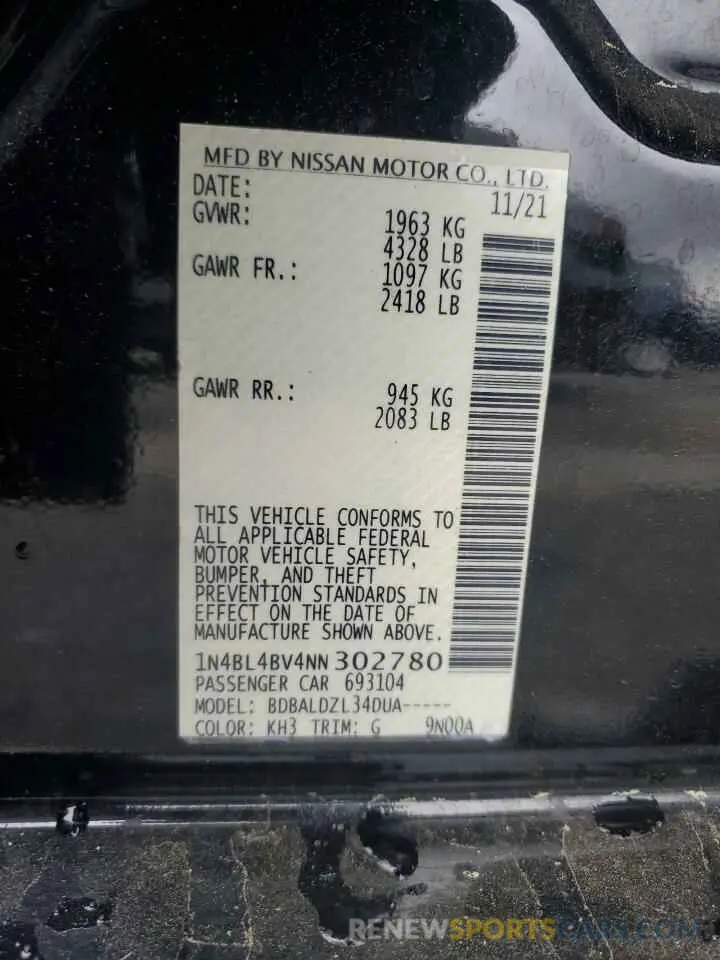 MFD BY NISSAN MOTOR CO., LTD.
DATE: 11/21
GVWR: 1963 KG
4328 LB
GAWR FR.: 1097 KG
2418 LB
GAWR RR.: 945 KG
2083 LB
THIS VEHICLE CONFORMS TO
ALL APPLICABLE FEDERAL
MOTOR VEHICLE SAFETY,
BUMPER, AND THEFT
PREVENTION STANDARDS IN
EFFECT ON THE DATE OF
MANUFACTURE SHOWN ABOVE.
1N4BL4BV4NN302780
PASSENGER CAR 693104
MODEL: BDBALDZL34DUA-----
COLOR: KH3 TRIM: G 9N00A
RENEWSPORTSCARS.COM